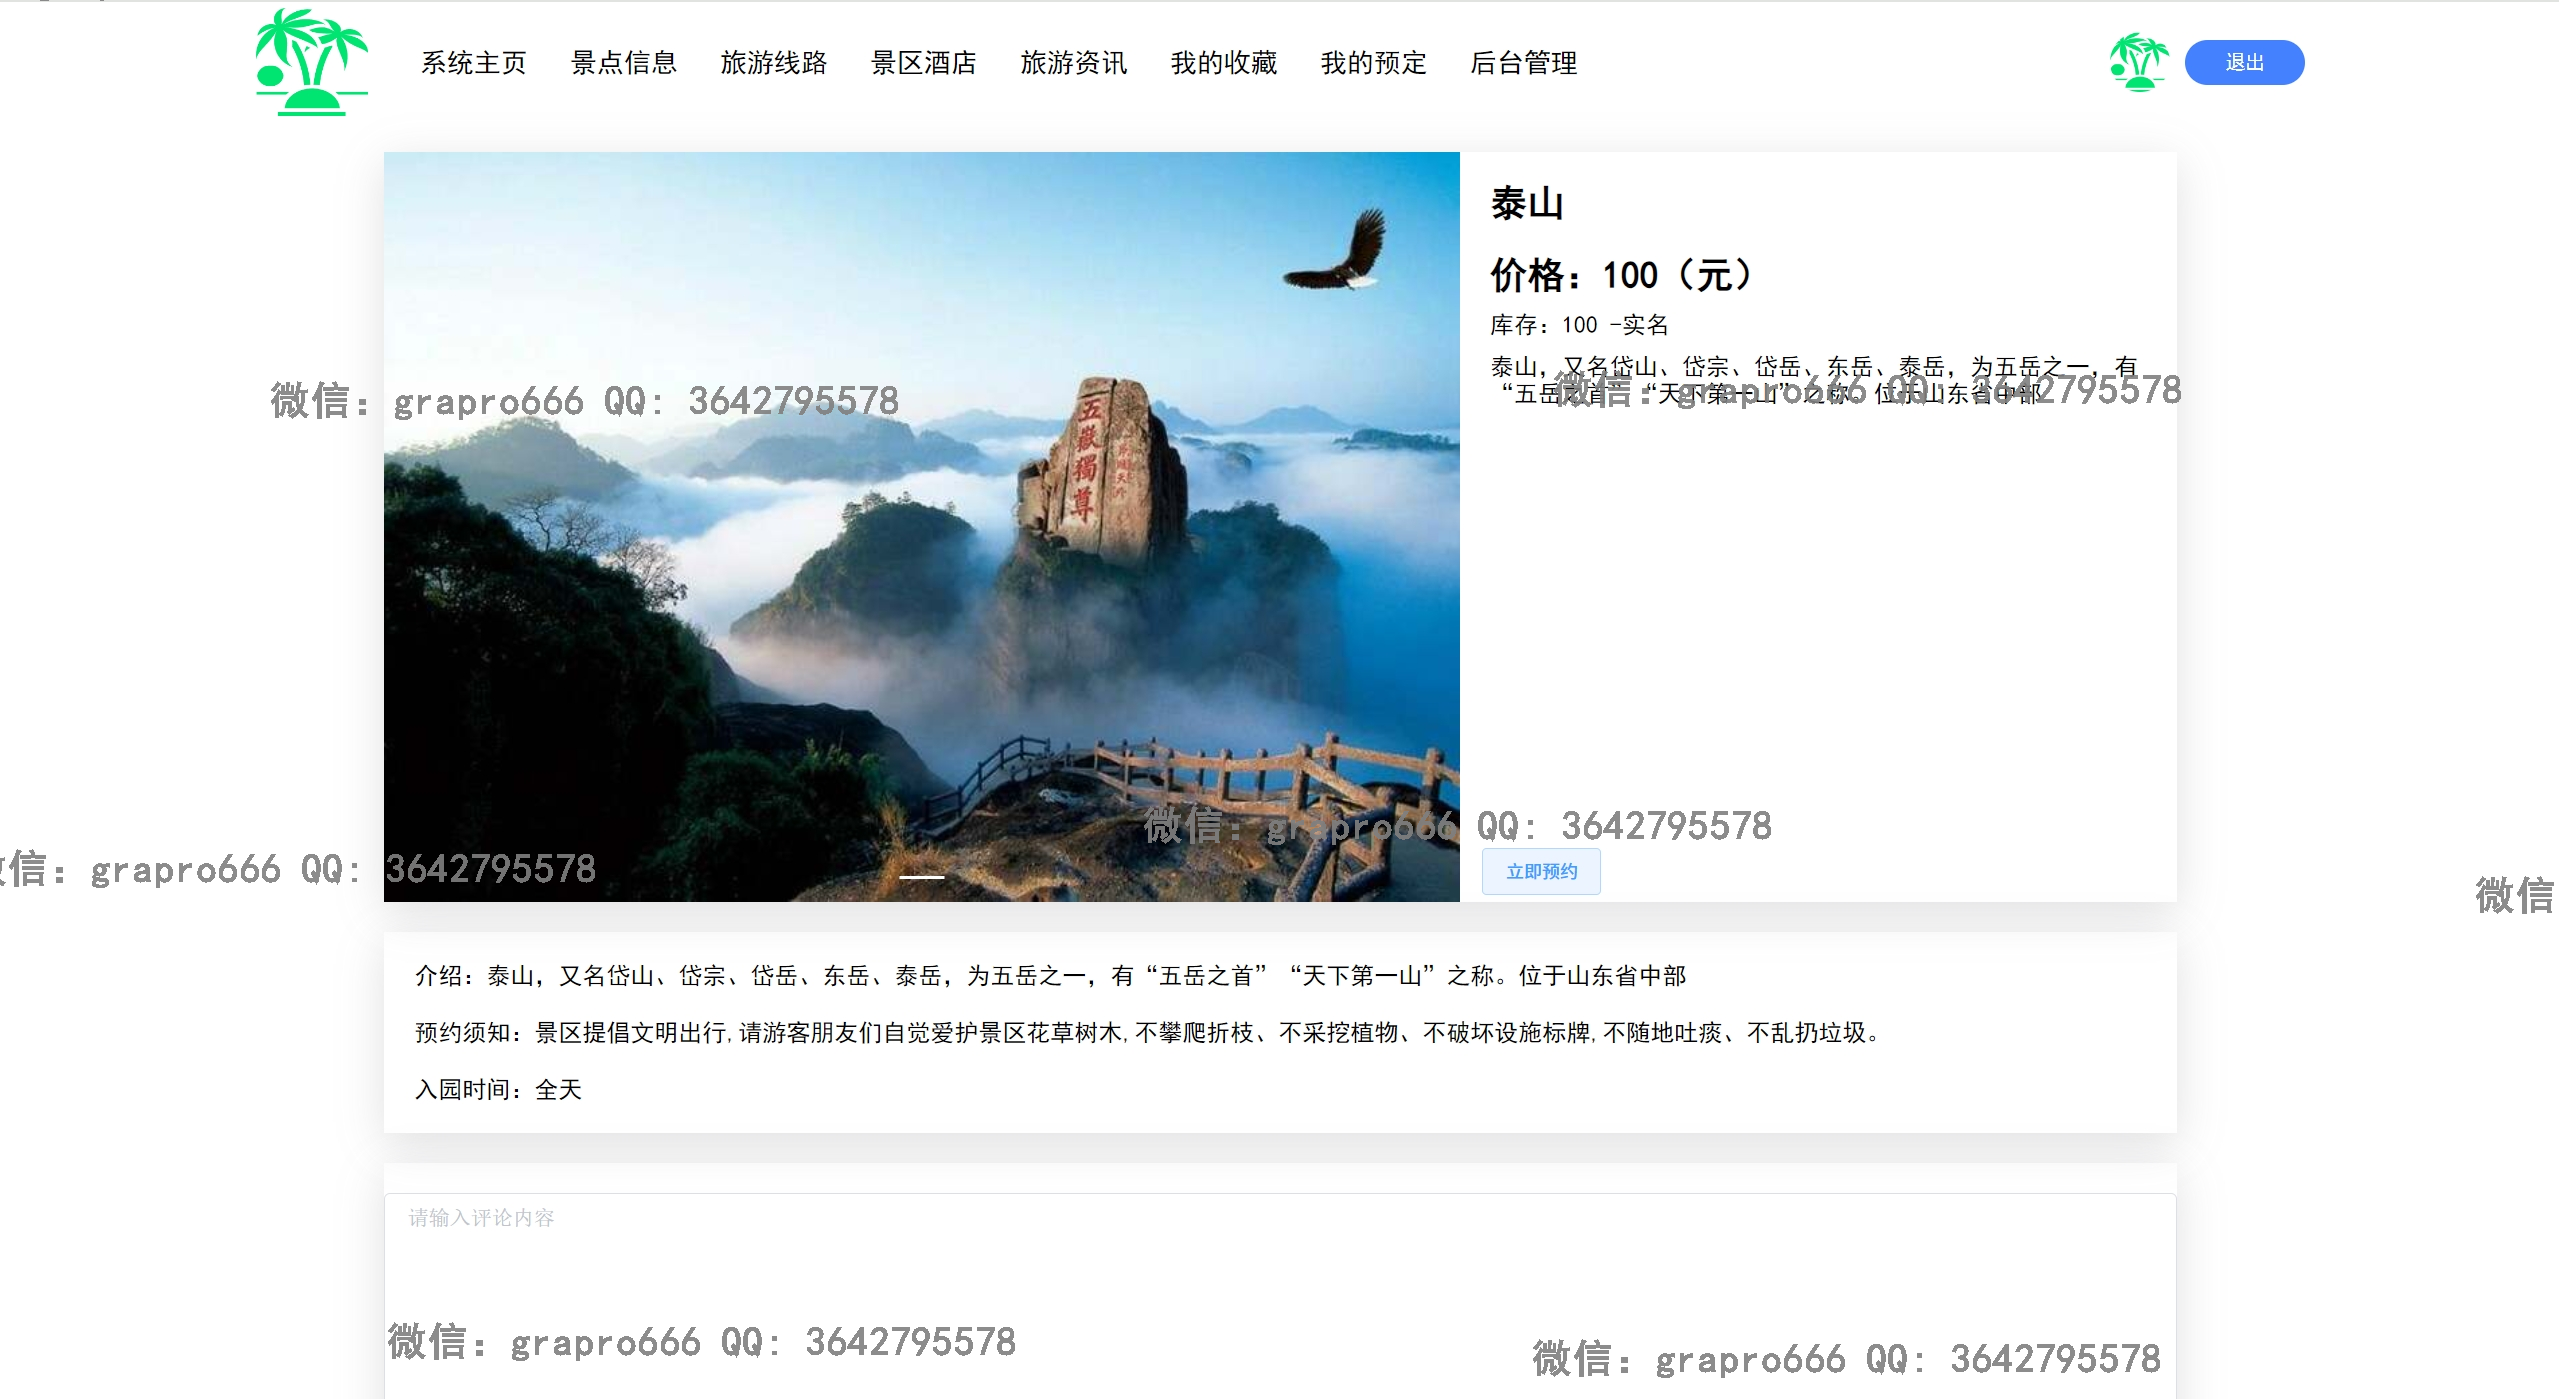 系统主页 景点信息 旅游线路 景区酒店 旅游资讯 我的收藏 我的预定 后台管理 退出
五嶽獨尊
泰山
价格：100（元）
库存：100 -实名
泰山，又名岱山、岱宗、岱岳、东岳、泰岳，为五岳之一，有
“五岳之首” “天下第一山”之称。位于山东省中部
微信：grapro666 QQ: 3642795578
微信：grapro666 QQ: 3642795578
微信：grapro666 QQ: 3642795578
微信：grapro666 QQ: 3642795578
微信
立即预约
介绍：泰山，又名岱山、岱宗、岱岳、东岳、泰岳，为五岳之一，有“五岳之首” “天下第一山”之称。位于山东省中部
预约须知：景区提倡文明出行,请游客朋友们自觉爱护景区花草树木,不攀爬折枝、不采挖植物、不破坏设施标牌,不随地吐痰、不乱扔垃圾。
入园时间：全天
请输入评论内容
微信：grapro666 QQ: 3642795578
微信：grapro666 QQ: 3642795578